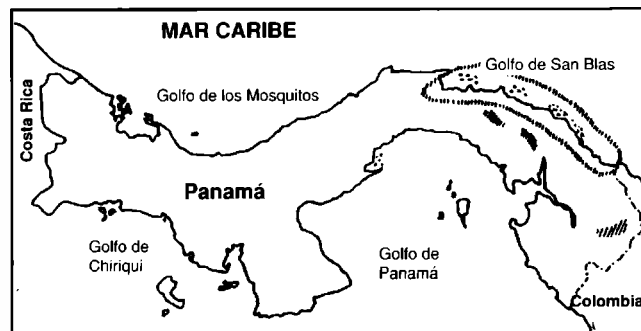 MAR CARIBE
Golfo de San Blas
Costa Rica
Golfo de los Mosquitos
Panamá
Golfo de
Chiriqui
Golfo de
Panamá
Colombia